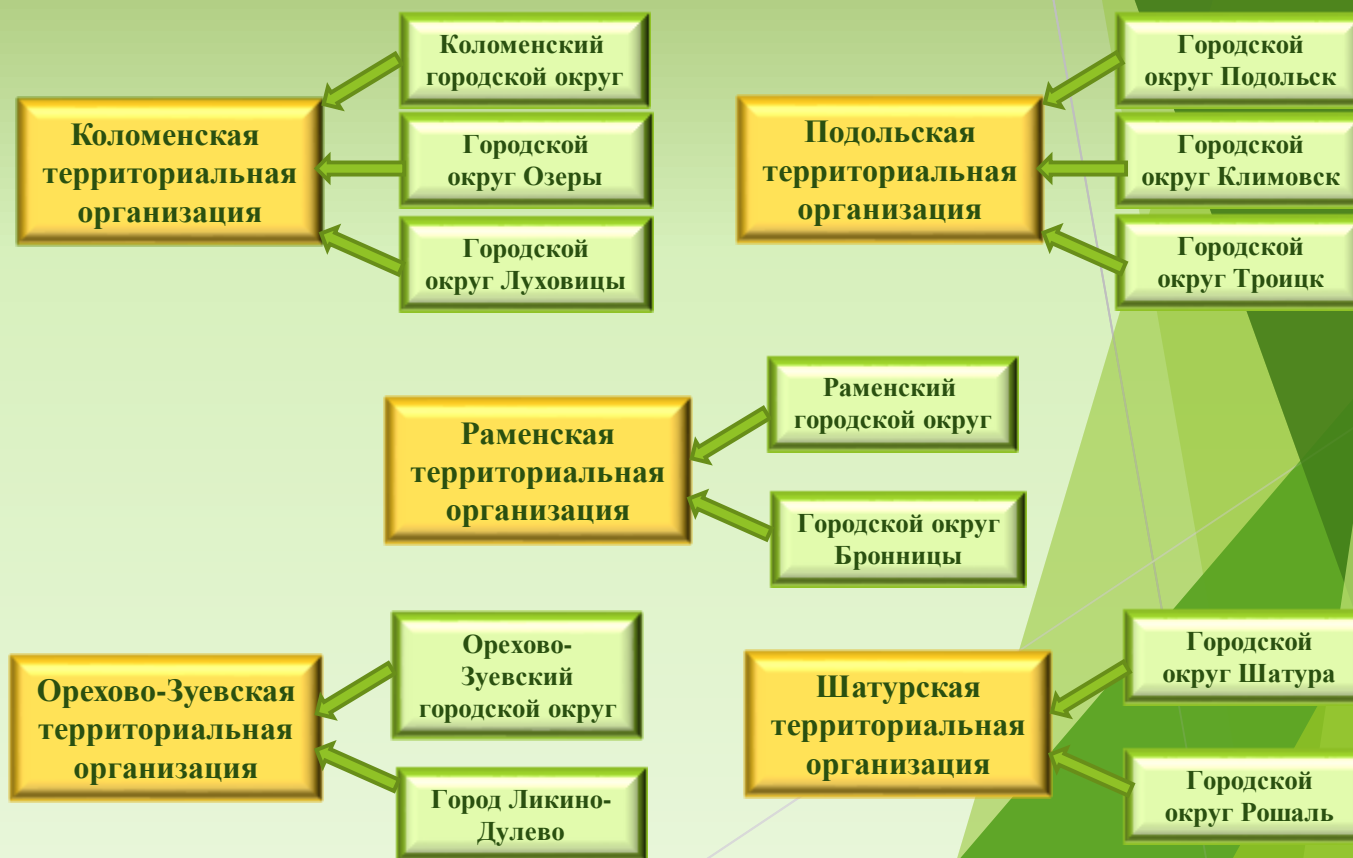 Коломенская
территориальная
организация
Коломенский
городской округ
Городской
округ Озеры
Городской
округ Луховицы
Подольская
территориальная
организация
Городской
округ Подольск
Городской
округ Климовск
Городской
округ Троицк
Раменская
территориальная
организация
Раменский
городской округ
Городской округ
Бронницы
Орехово-Зуевская
территориальная
организация
Орехово-
Зуевский
городской округ
Город Ликино-
Дулево
Шатурская
территориальная
организация
Городской
округ Шатура
Городской
округ Рошаль